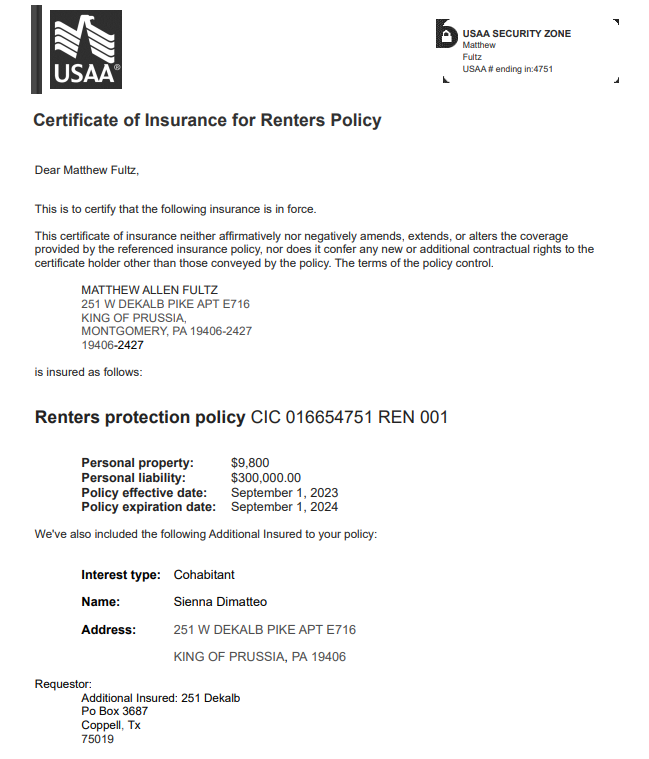 USAA®
USAA SECURITY ZONE
Matthew
Fultz
USAA # ending in:4751
Certificate of Insurance for Renters Policy
Dear Matthew Fultz,
This is to certify that the following insurance is in force.
This certificate of insurance neither affirmatively nor negatively amends, extends, or alters the coverage
provided by the referenced insurance policy, nor does it confer any new or additional contractual rights to the
certificate holder other than those conveyed by the policy. The terms of the policy control.
MATTHEW ALLEN FULTZ
251 W DEKALB PIKE APT E716
KING OF PRUSSIA,
MONTGOMERY, PA 19406-2427
19406-2427
is insured as follows:
Renters protection policy CIC 016654751 REN 001
Personal property: $9,800
Personal liability: $300,000.00
Policy effective date: September 1, 2023
Policy expiration date: September 1, 2024
We've also included the following Additional Insured to your policy:
Interest type: Cohabitant
Name: Sienna Dimatteo
Address: 251 W DEKALB PIKE APT E716
KING OF PRUSSIA, PA 19406
Requestor:
Additional Insured: 251 Dekalb
Po Box 3687
Coppell, Tx
75019